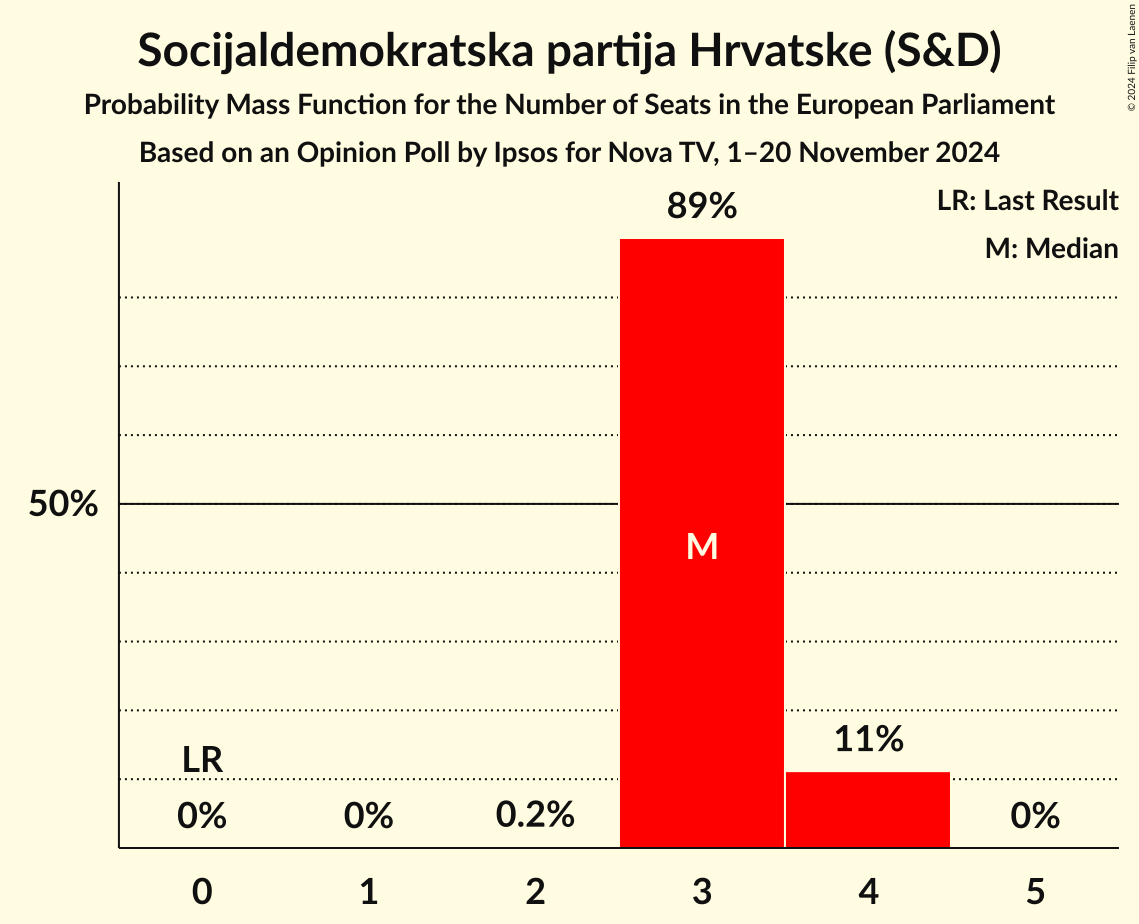 Socijaldemokratska partija Hrvatske (S&D)
Probability Mass Function for the Number of Seats in the European Parliament
Based on an Opinion Poll by Ipsos for Nova TV, 1–20 November 2024
© 2024 Filip van Laenen
LR: Last Result
M: Median
89%
50%
M
LR
11%
0% 0% 0.2% 0%
0 1 2 3 4 5